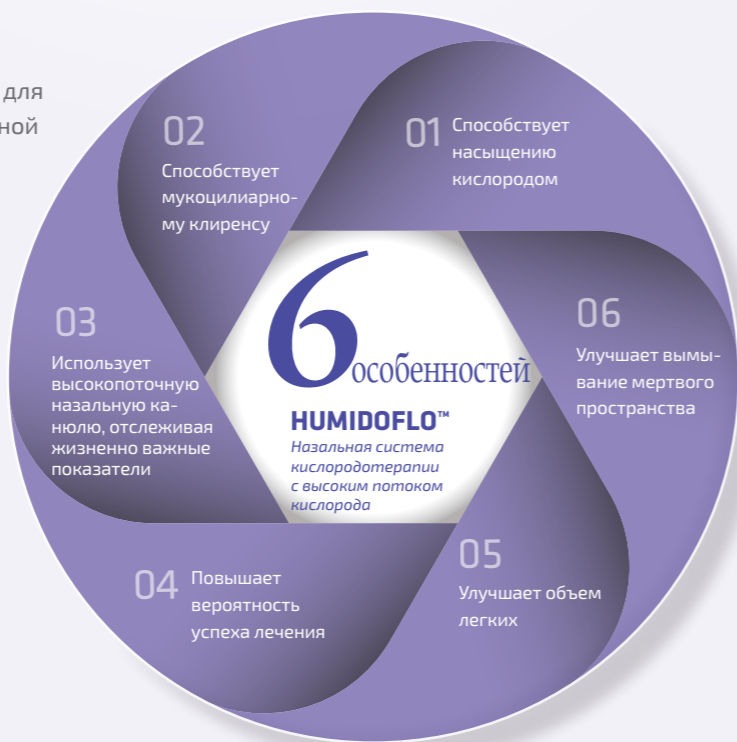 для
ной
01
Способствует
насыщению
кислородом
02
Способствует
мукоцилиарно-
му клиренсу
03
Использует
высокопоточную
назальную ка-
нюлю, отслеживая
жизненно важные
показатели
04
Повышает
вероятность
успеха лечения
05
Улучшает объем
легких
06
Улучшает вымы-
вание мертвого
пространства
6 особенностей
HUMIDOFLO™
Назальная система
кислородотерапии
с высоким потоком
кислорода